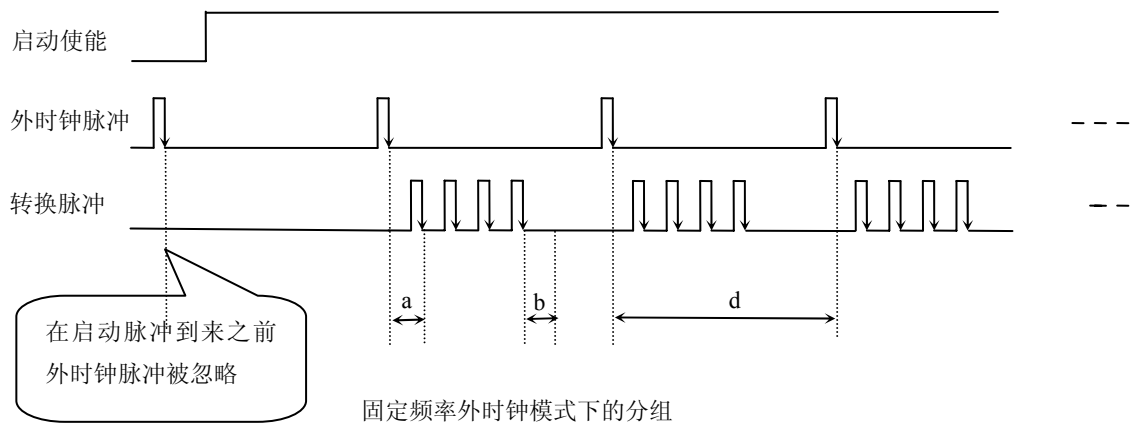 启动使能
外时钟脉冲
转换脉冲
a
b
d
在启动脉冲到来之前
外时钟脉冲被忽略
固定频率外时钟模式下的分组